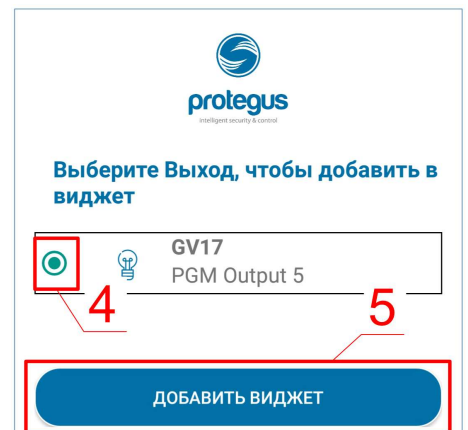 protegus
intelligent security & control
Выберите Выход, чтобы добавить в
виджет
GV17
PGM Output 5
4
5
ДОБАВИТЬ ВИДЖЕТ